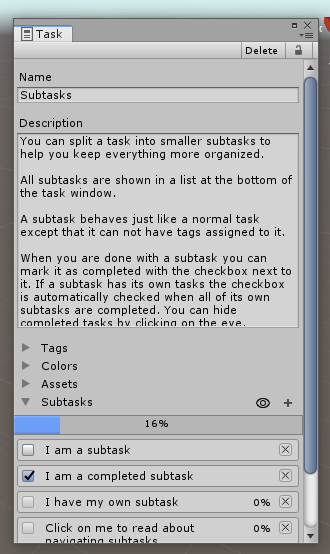 Task
Delete
Name
Subtasks
Description
You can split a task into smaller subtasks to
help you keep everything more organized.
All subtasks are shown in a list at the bottom of
the task window.
A subtask behaves just like a normal task
except that it can not have tags assigned to it.
When you are done with a subtask you can
mark it as completed with the checkbox next to
it. If a subtask has its own tasks the checkbox
is automatically checked when all of its own
subtasks are completed. You can hide
completed tasks by clicking on the eye.
Tags
Colors
Assets
Subtasks
16%
I am a subtask
I am a completed subtask
I have my own subtask 0%
Click on me to read about 0%
navigating subtasks